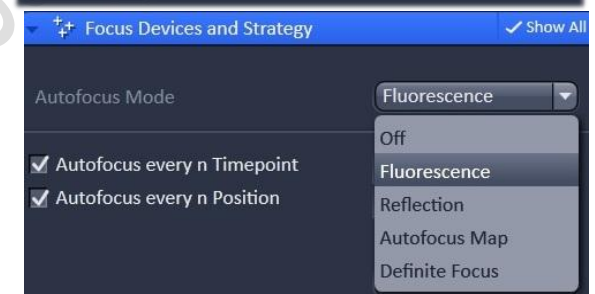 Focus Devices and Strategy Show All
Autofocus Mode Fluorescence
Off
Autofocus every n Timepoint Fluorescence
Autofocus every n Position Reflection
Autofocus Map
Definite Focus